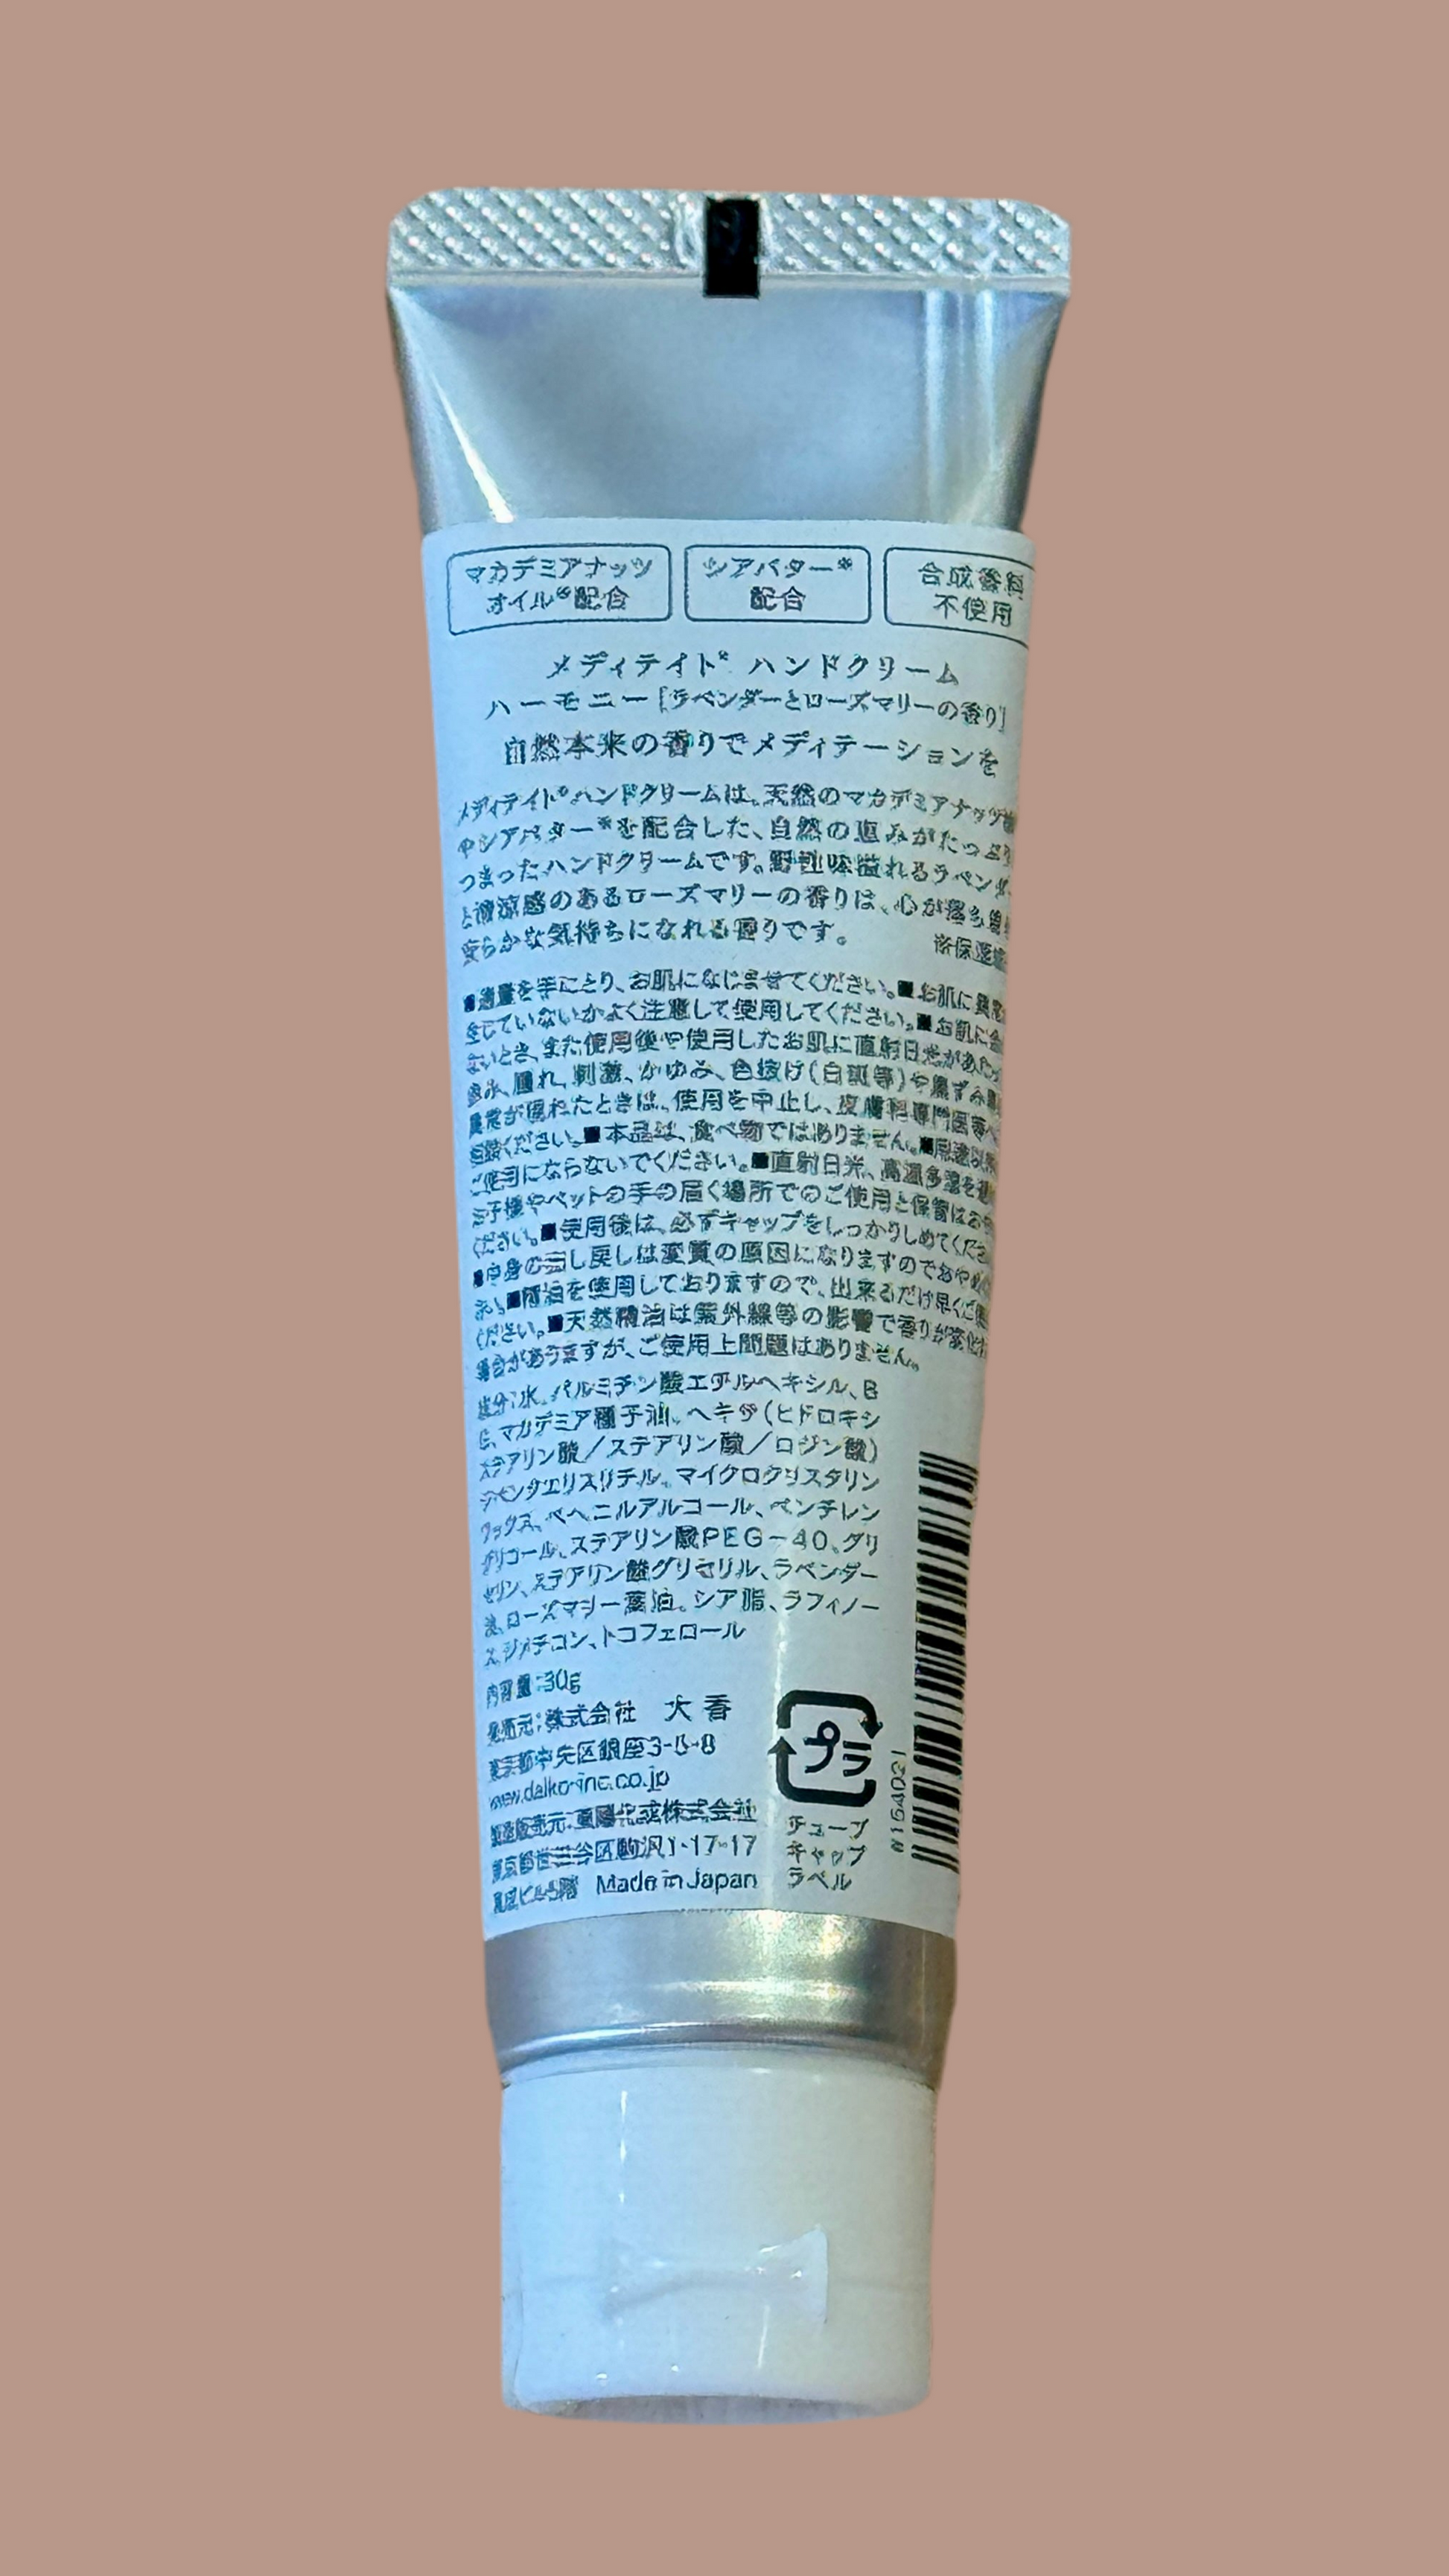 マカデミアナッツ
オイル※配合
シアバター※
配合
合成香料
不使用
メディテイト® ハンドクリーム
ハーモニー[ラベンダーとローズマリーの香り]
自然本来の香りでメディテーションを
メディテイト®ハンドクリームは、天然のマカデミアナッツ
やシアバター※を配合した、自然の恵みがたっぷり
つまったハンドクリームです。野性味溢れるラベンダー
と清涼感のあるローズマリーの香りは、心が落ち
柔らかな気持ちになれる香りです。
※保湿
■適量を手にとり、お肌になじませてください。■お肌に異常が
生じていないかよく注意して使用してください。■お肌に合わ
ないとき、また使用後や使用したお肌に直射日光があたって
赤み、腫れ、刺激、かゆみ、色抜け(白斑等)や黒ずみ
異常が現れたときは、使用を中止し、皮膚科専門医等へ
ください。■本品は、食べ物ではありません。■用途以外
ご使用にならないでください。■直射日光、高温多湿を避け
お子様やペットの手の届く場所でのご使用と保管は
ください。■使用後は、必ずキャップをしっかりしめてくださ
■中身の出し戻しは変質の原因になりますのでおやめ
■精油を使用しておりますので、出来るだけ早くご使
ください。■天然精油は紫外線等の影響で香りが変化
場合がありますが、ご使用上問題はありません。
成分:水、パルミチン酸エチルヘキシル、B
G、マカデミア種子油、ヘキサ(ヒドロキシ
ステアリン酸/ステアリン酸/ロジン酸)
ジペンタエリスリチル、マイクロクリスタリン
ワックス、ベヘニルアルコール、ペンチレン
グリコール、ステアリン酸PEG-40、グリ
セリン、ステアリン酸グリセリル、ラベンダー
油、ローズマリー葉油、シア脂、ラフィノー
ス、ジメチコン、トコフェロール
内容量:30g
発売元:株式会社 大香
東京都中央区銀座3-8-8
www.daiko-inc.co.jp
製造販売元:
東京都世田谷区駒沢1-17-17
Made in Japan
プラ
チューブ
キャップ
ラベル